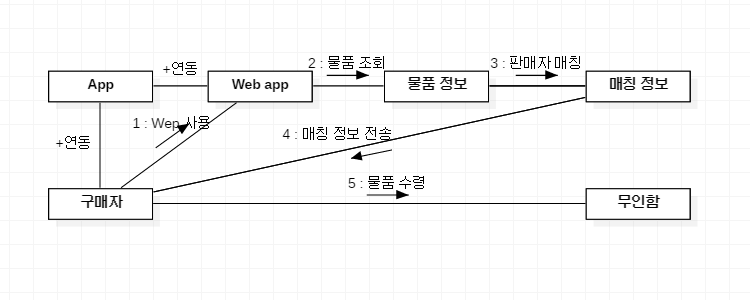 +연동
2 : 물품 조회
3 : 판매자 매칭
App
Web app
물품 정보
매칭 정보
1 : Wep 사용
+연동
4 : 매칭 정보 전송
5 : 물품 수령
구매자
무인함